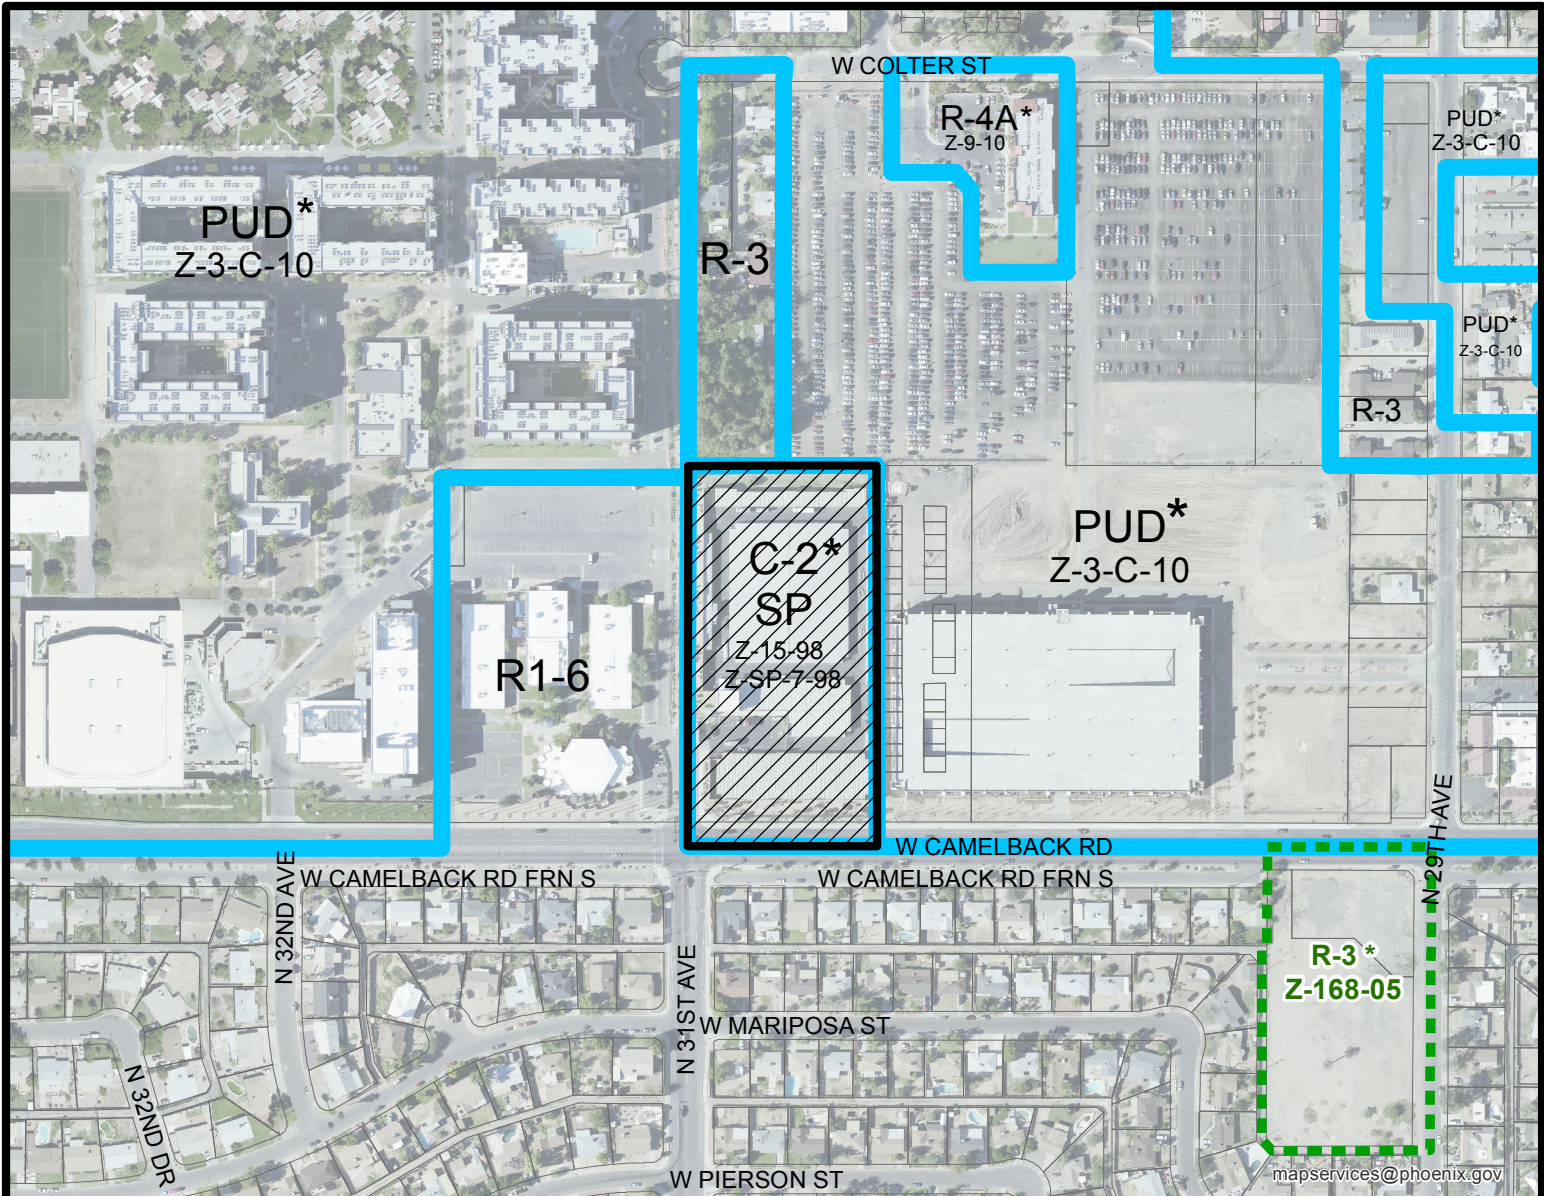 W COLTER ST
R-4A*
Z-9-10
PUD*
Z-3-C-10
PUD*
Z-3-C-10
R-3
PUD*
Z-3-C-10
R-3
C-2*
SP
Z-15-98
Z-SP-7-98
PUD*
Z-3-C-10
R1-6
N 29TH AVE
W CAMELBACK RD
W CAMELBACK RD FRN S
W CAMELBACK RD FRN S
N 32ND AVE
N 31ST AVE
R-3 *
Z-168-05
W MARIPOSA ST
N 32ND DR
W PIERSON ST
mapservices@phoenix.gov